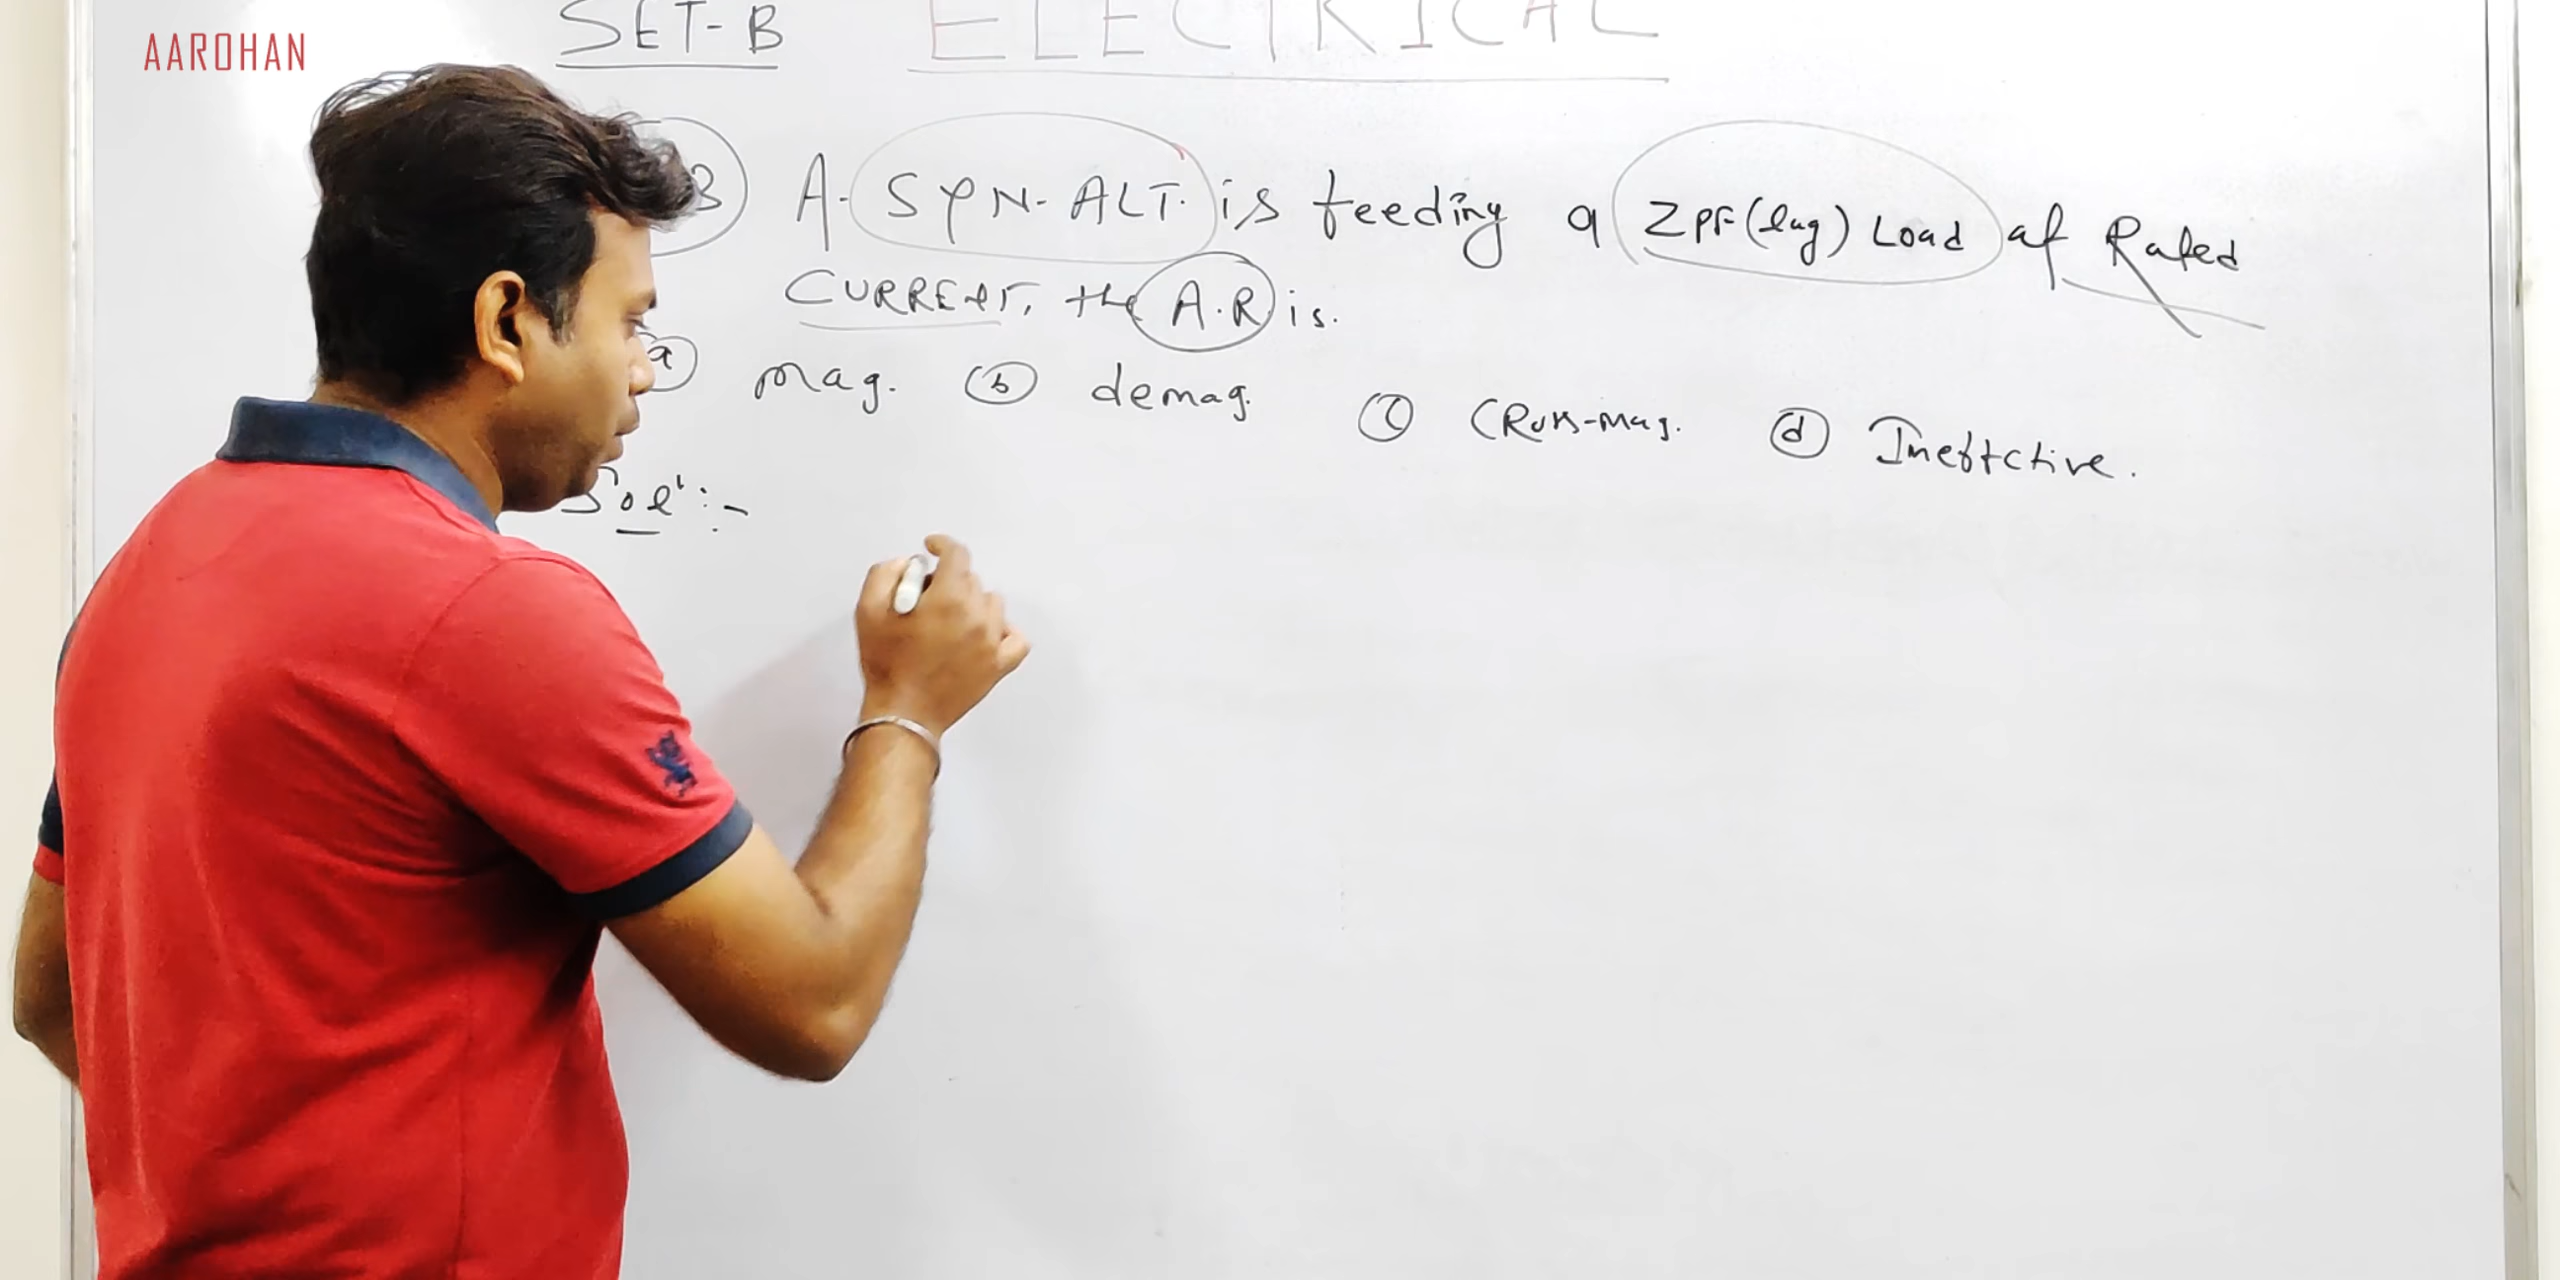 AAROHAN
SET-B ELECTRICAL
B A. SYN-ALT. is feeding a ZPF(lag) Load at Rated
CURRENT, the A.R is.
a mag. b demag. C CROSS-mag. d Ineffctive.
Sol':-